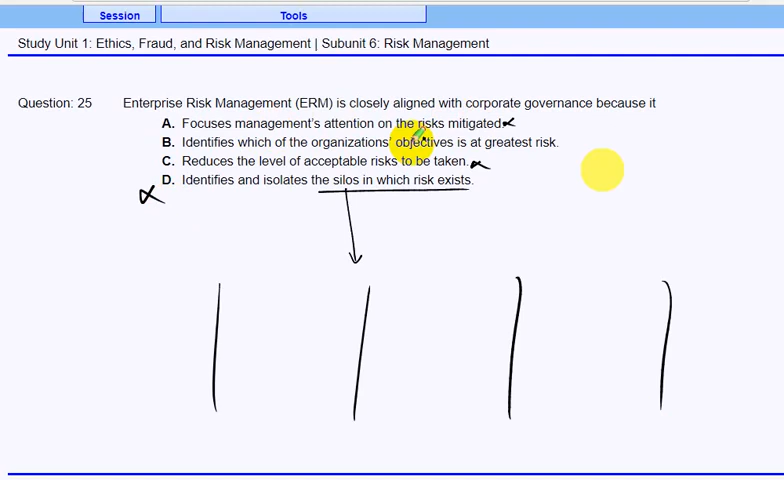 Session Tools
Study Unit 1: Ethics, Fraud, and Risk Management | Subunit 6: Risk Management
Question: 25 Enterprise Risk Management (ERM) is closely aligned with corporate governance because it
A. Focuses management's attention on the risks mitigated.
B. Identifies which of the organizations' objectives is at greatest risk.
C. Reduces the level of acceptable risks to be taken.
D. Identifies and isolates the silos in which risk exists.